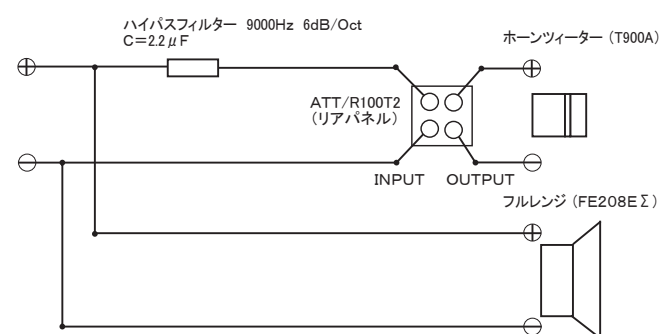 ハイパスフィルター 9000Hz 6dB/Oct
C=2.2μF
ホーンツィーター (T900A)
ATT/R100T2
(リアパネル)
INPUT OUTPUT
フルレンジ (FE208EΣ)